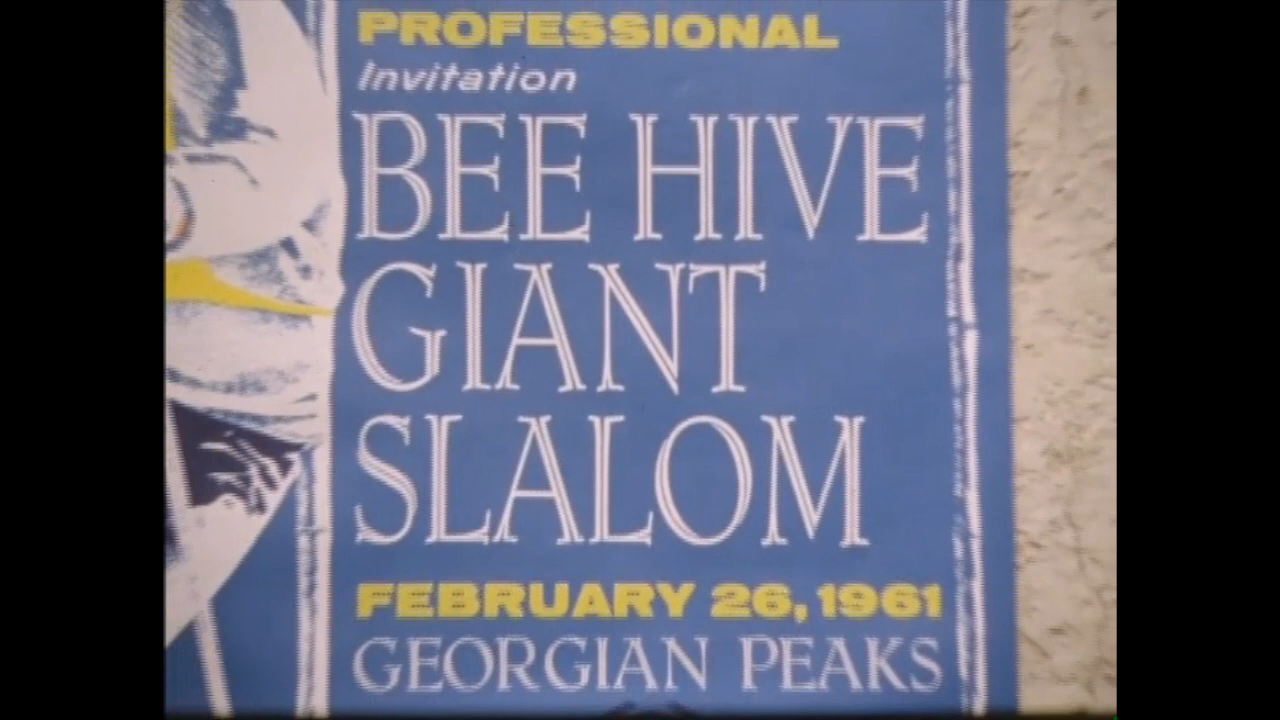 PROFESSIONAL
Invitation
BEE HIVE
GIANT
SLALOM
FEBRUARY 26, 1961
GEORGIAN PEAKS